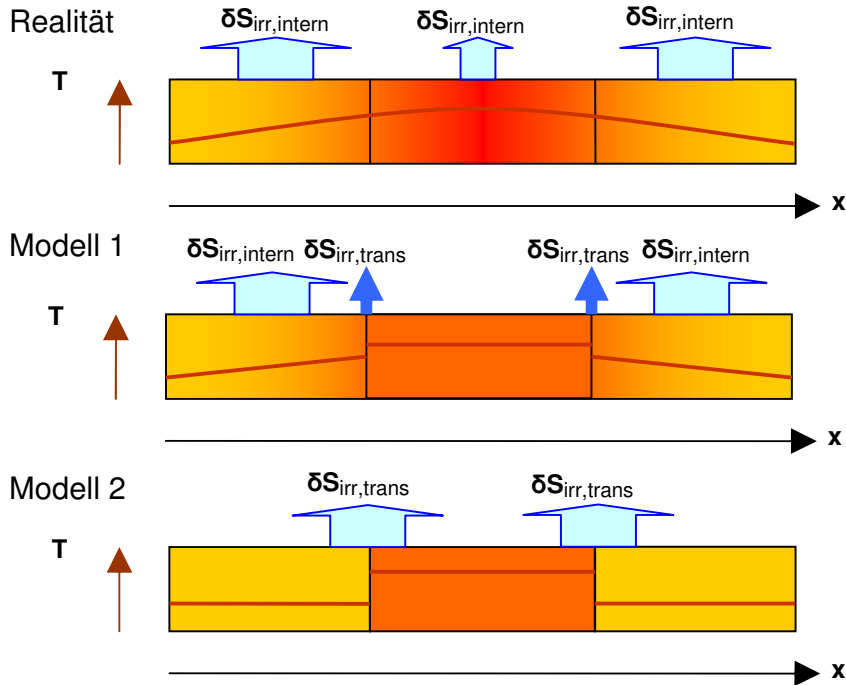 Realität
δSirr,intern δSirr,intern δSirr,intern
T
x
Modell 1
δSirr,intern δSirr,trans δSirr,trans δSirr,intern
T
x
Modell 2
δSirr,trans δSirr,trans
T
x